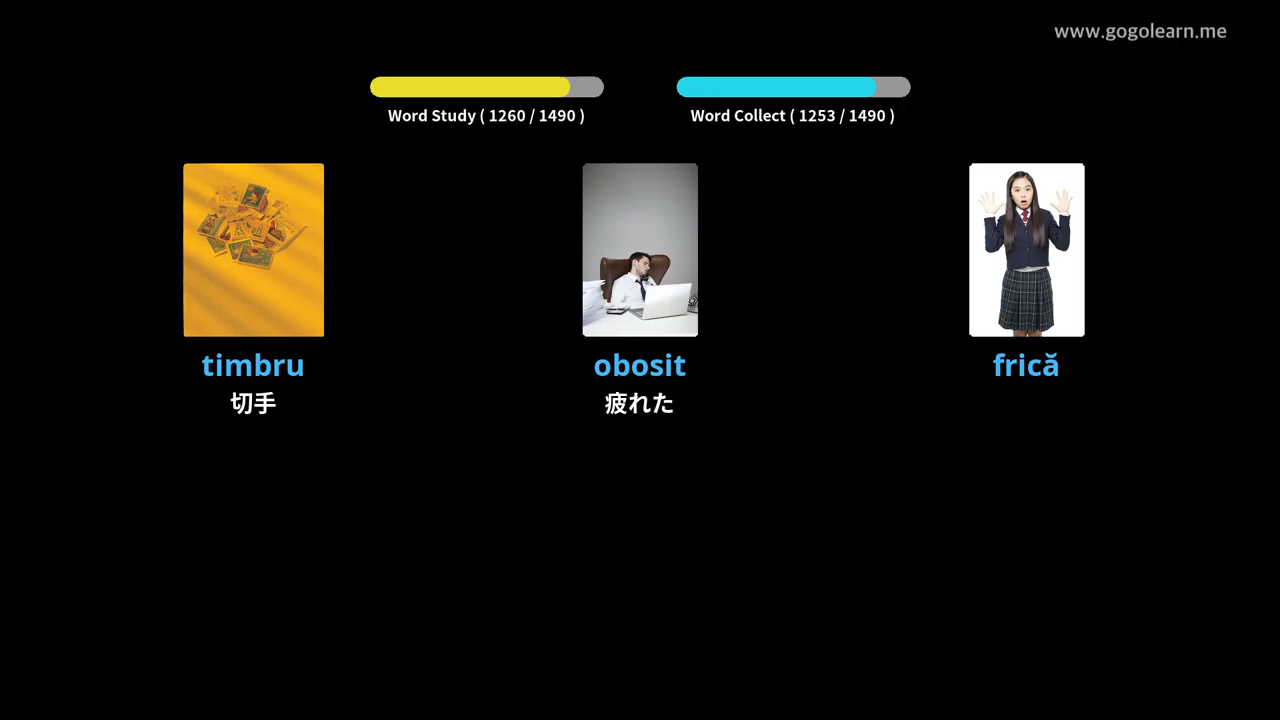 www.gogolearn.me
Word Study ( 1260 / 1490 )
Word Collect ( 1253 / 1490 )
timbru
obosit
frică
切手
疲れた